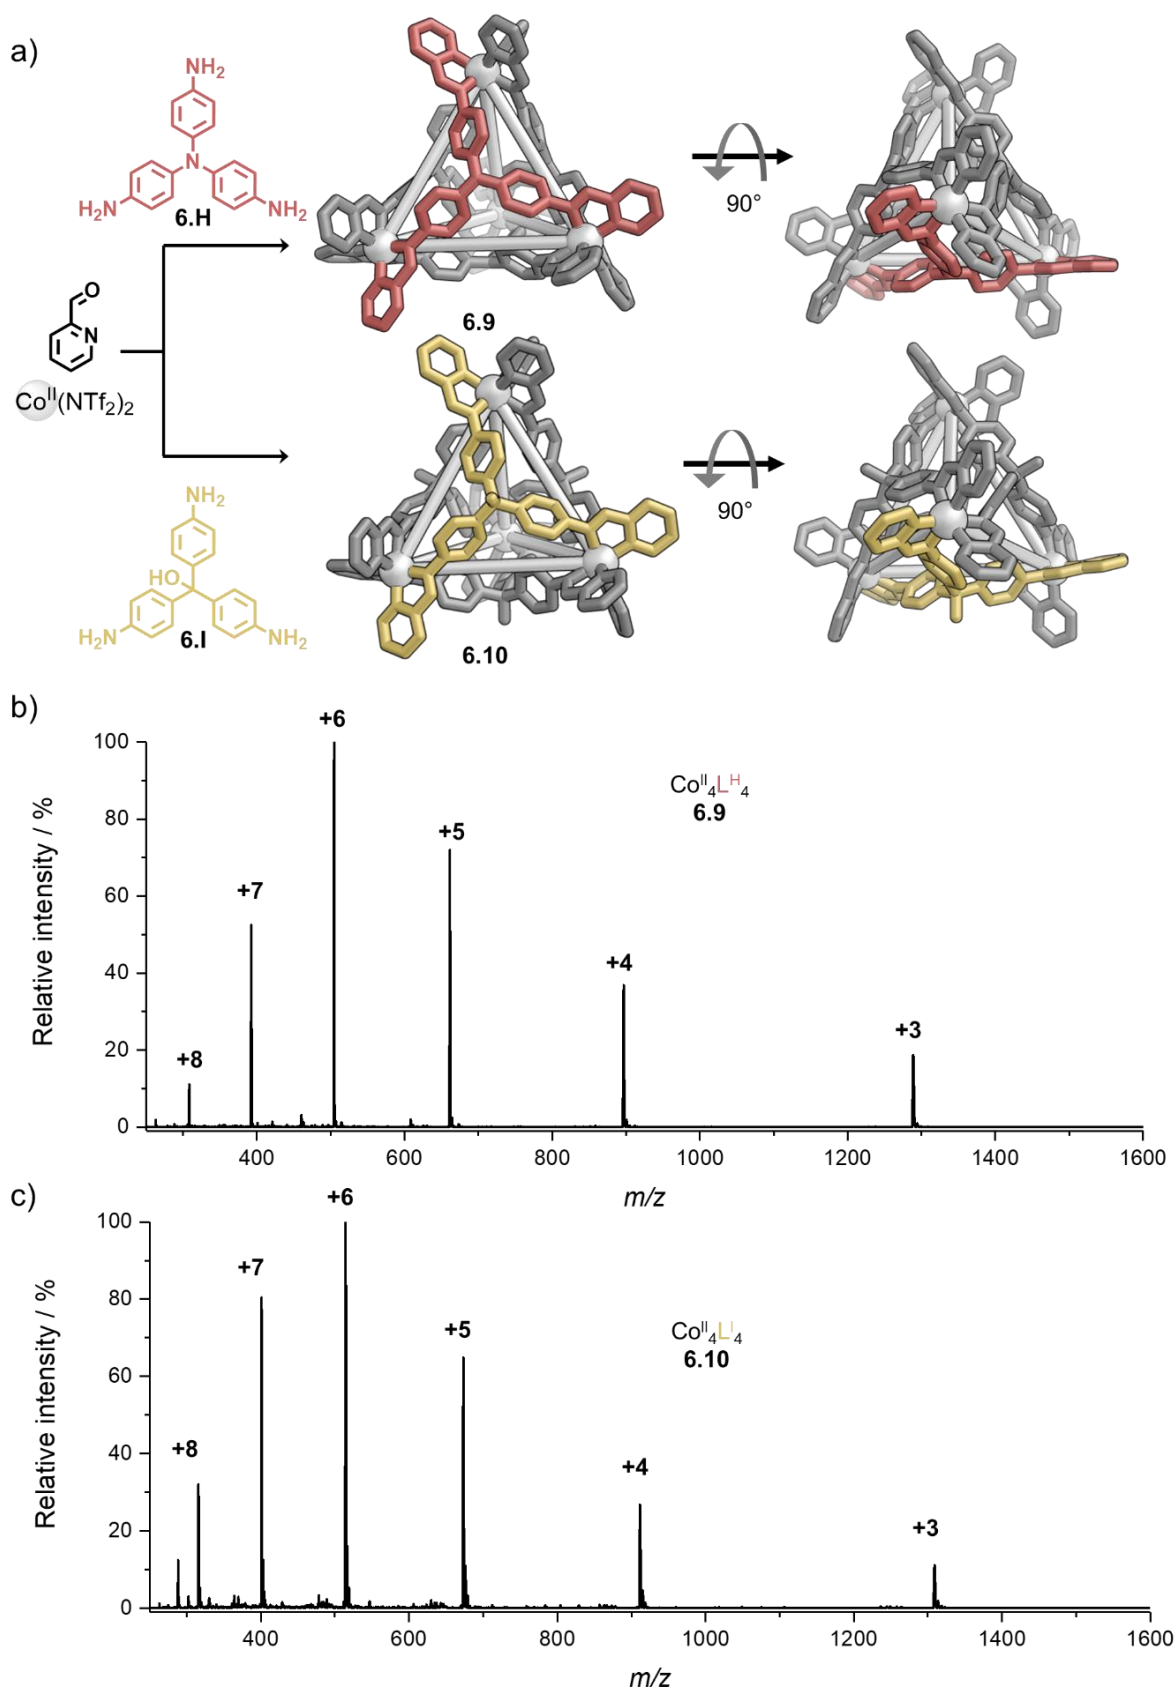 a)
NH₂
N
H₂N
NH₂
6.H
90°
O
N
Coᴵᴵ(NTf₂)₂
6.9
NH₂
HO
H₂N
NH₂
6.I
90°
6.10
b)
+6
+5
+7
+4
+3
+8
Coᴵᴵ₄Lᴴ₄
6.9
Relative intensity / %
100
80
60
40
20
0
400
600
800
1000
1200
1400
1600
m/z
c)
+6
+7
+5
+8
+4
+3
Coᴵᴵ₄Lᴵ₄
6.10
Relative intensity / %
100
80
60
40
20
0
400
600
800
1000
1200
1400
1600
m/z